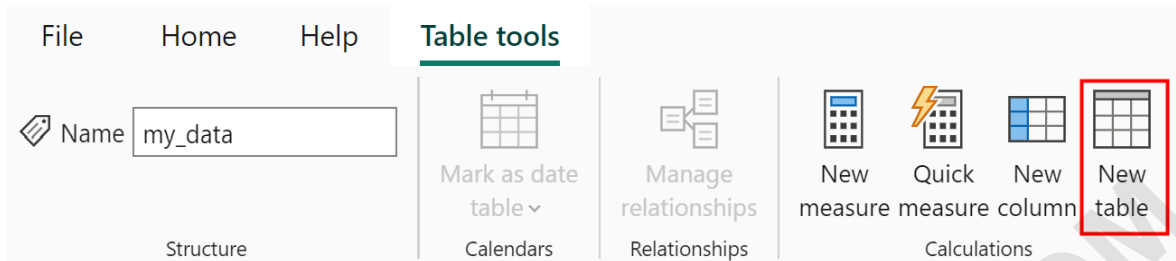 File Home Help Table tools
Name my_data
Mark as date
table
Manage
relationships
New
measure
Quick
measure
New
column
New
table
Structure Calendars Relationships Calculations